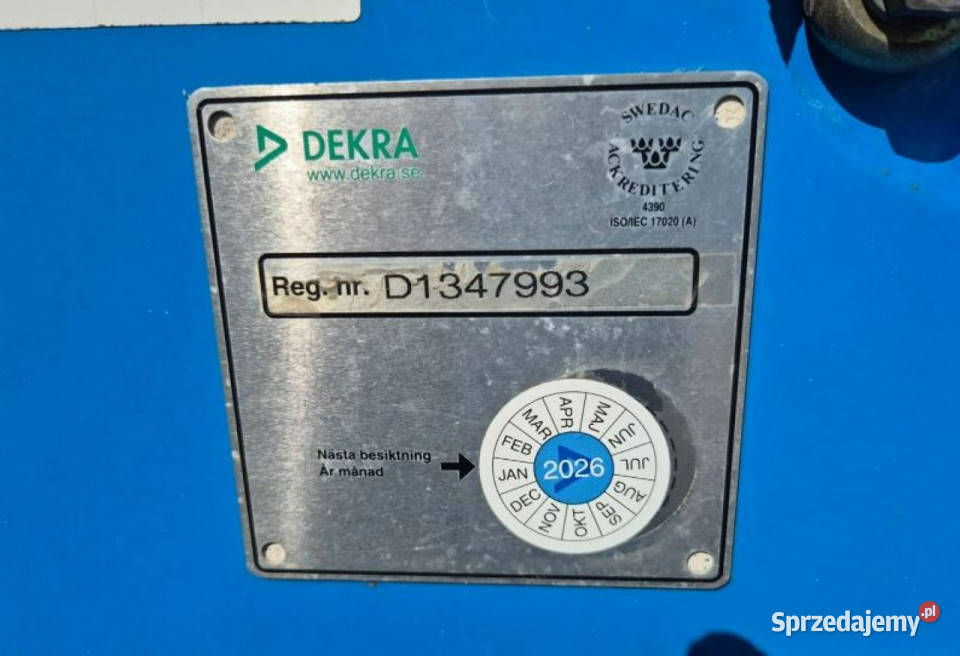 DEKRA
www.dekra.se
SWEDAC
ACKREDITERING
4390
ISO/IEC 17020 (A)
Reg. nr. D1347993
Nästa besiktning
År månad
JAN
FEB
MAR
APR
MAJ
JUN
JUL
AUG
SEP
OKT
NOV
DEC
2026
Sprzedajemy.pl